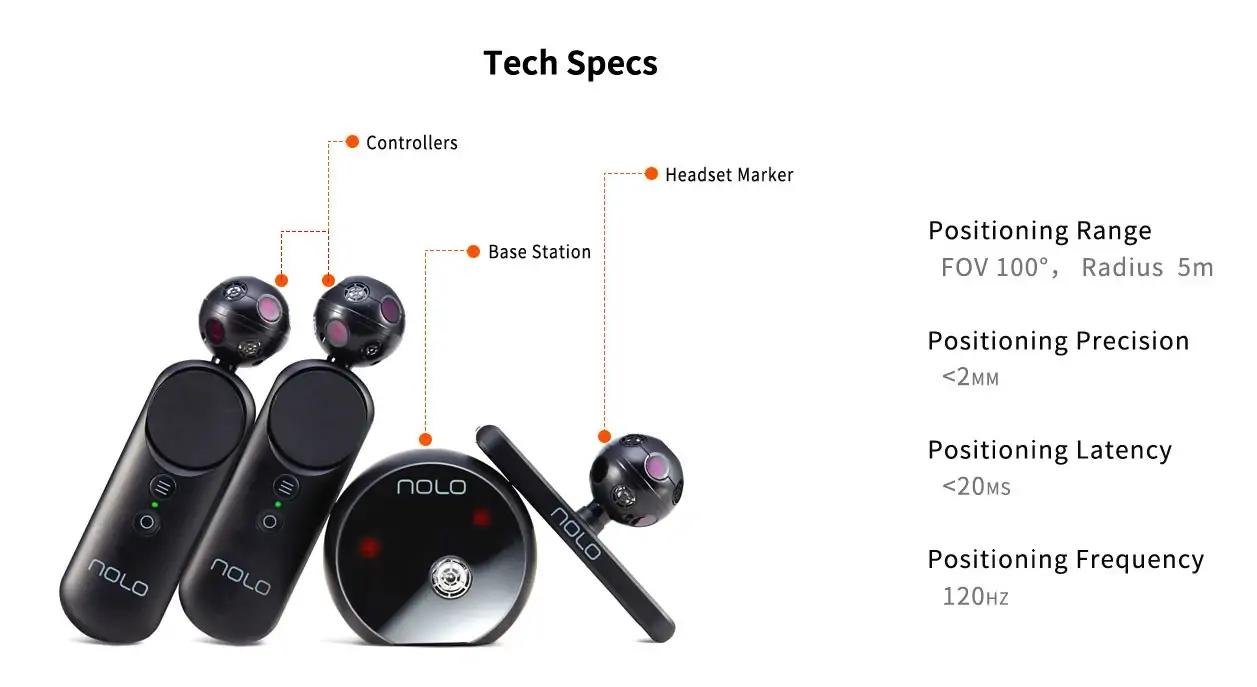 Tech Specs
Controllers
Headset Marker
Base Station
Positioning Range
FOV 100°， Radius 5m
Positioning Precision
<2MM
Positioning Latency
<20MS
Positioning Frequency
120HZ
NOLO
NOLO
NOLO
NOLO